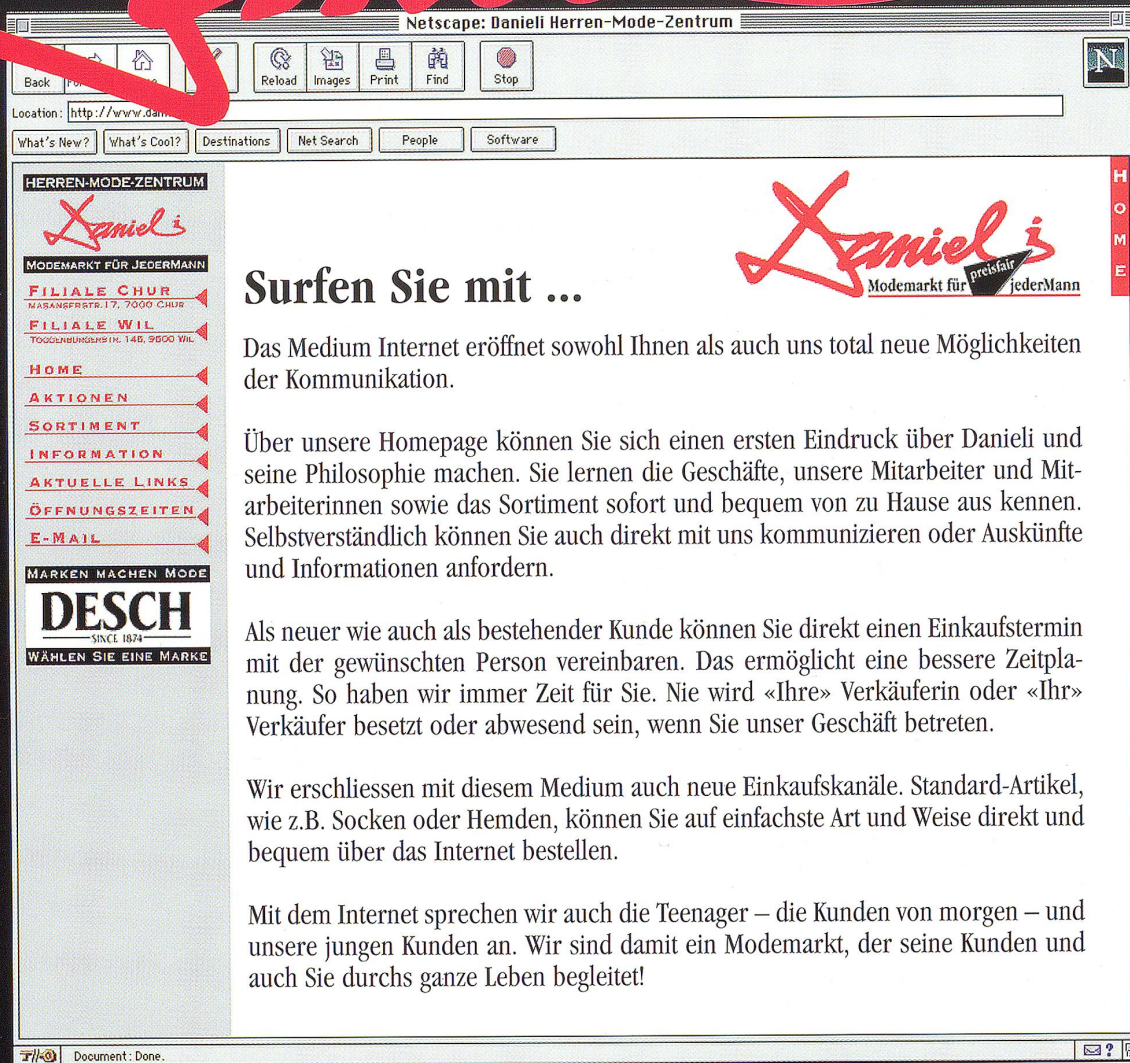 Netscape: Danieli Herren-Mode-Zentrum
Back
Reload
Images
Print
Find
Stop
N
Location: http://www.dan
What's New?
What's Cool?
Destinations
Net Search
People
Software
HERREN-MODE-ZENTRUM
Danieli
MODEMARKT FÜR JEDERMANN
FILIALE CHUR
MASANSERSTR. 17, 7000 CHUR
FILIALE WIL
TOGGENBURGERSTR. 146, 9500 WIL
HOME
AKTIONEN
SORTIMENT
INFORMATION
AKTUELLE LINKS
ÖFFNUNGSZEITEN
E-MAIL
MARKEN MACHEN MODE
DESCH
SINCE 1874
WÄHLEN SIE EINE MARKE
Danieli
Modemarkt für preisfair jederMann
HOME
Surfen Sie mit ...
Das Medium Internet eröffnet sowohl Ihnen als auch uns total neue Möglichkeiten
der Kommunikation.
Über unsere Homepage können Sie sich einen ersten Eindruck über Danieli und
seine Philosophie machen. Sie lernen die Geschäfte, unsere Mitarbeiter und Mit-
arbeiterinnen sowie das Sortiment sofort und bequem von zu Hause aus kennen.
Selbstverständlich können Sie auch direkt mit uns kommunizieren oder Auskünfte
und Informationen anfordern.
Als neuer wie auch als bestehender Kunde können Sie direkt einen Einkaufstermin
mit der gewünschten Person vereinbaren. Das ermöglicht eine bessere Zeitpla-
nung. So haben wir immer Zeit für Sie. Nie wird «Ihre» Verkäuferin oder «Ihr»
Verkäufer besetzt oder abwesend sein, wenn Sie unser Geschäft betreten.
Wir erschliessen mit diesem Medium auch neue Einkaufskanäle. Standard-Artikel,
wie z.B. Socken oder Hemden, können Sie auf einfachste Art und Weise direkt und
bequem über das Internet bestellen.
Mit dem Internet sprechen wir auch die Teenager – die Kunden von morgen – und
unsere jungen Kunden an. Wir sind damit ein Modemarkt, der seine Kunden und
auch Sie durchs ganze Leben begleitet!
Document: Done.
?